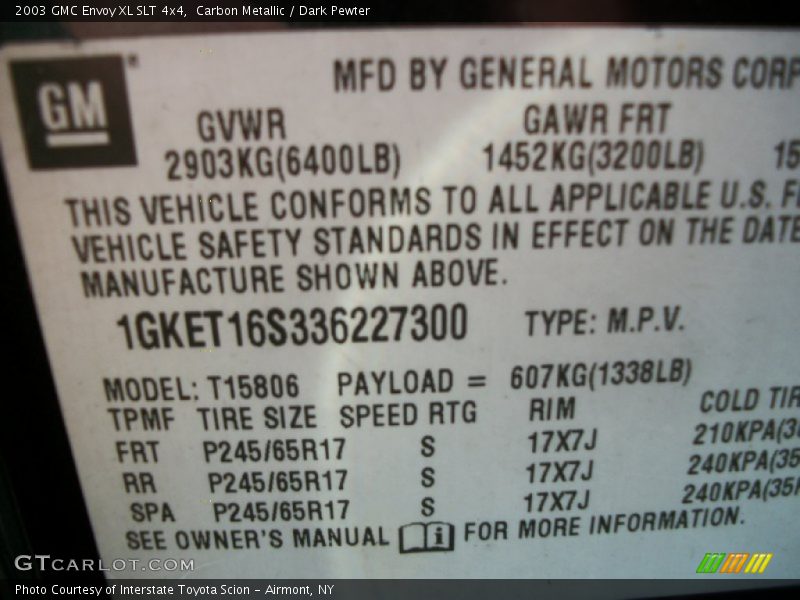 2003 GMC Envoy XL SLT 4x4, Carbon Metallic / Dark Pewter
GM
MFD BY GENERAL MOTORS CORP
GVWR GAWR FRT
2903KG(6400LB) 1452KG(3200LB) 15
THIS VEHICLE CONFORMS TO ALL APPLICABLE U.S. F
VEHICLE SAFETY STANDARDS IN EFFECT ON THE DATE
MANUFACTURE SHOWN ABOVE.
1GKET16S336227300 TYPE: M.P.V.
MODEL: T15806 PAYLOAD = 607KG(1338LB)
TPMF TIRE SIZE SPEED RTG RIM COLD TIR
FRT P245/65R17 S 17X7J 210KPA(3
RR P245/65R17 S 17X7J 240KPA(35
SPA P245/65R17 S 17X7J 240KPA(35
SEE OWNER'S MANUAL i FOR MORE INFORMATION.
GTCARLOT.COM
Photo Courtesy of Interstate Toyota Scion - Airmont, NY